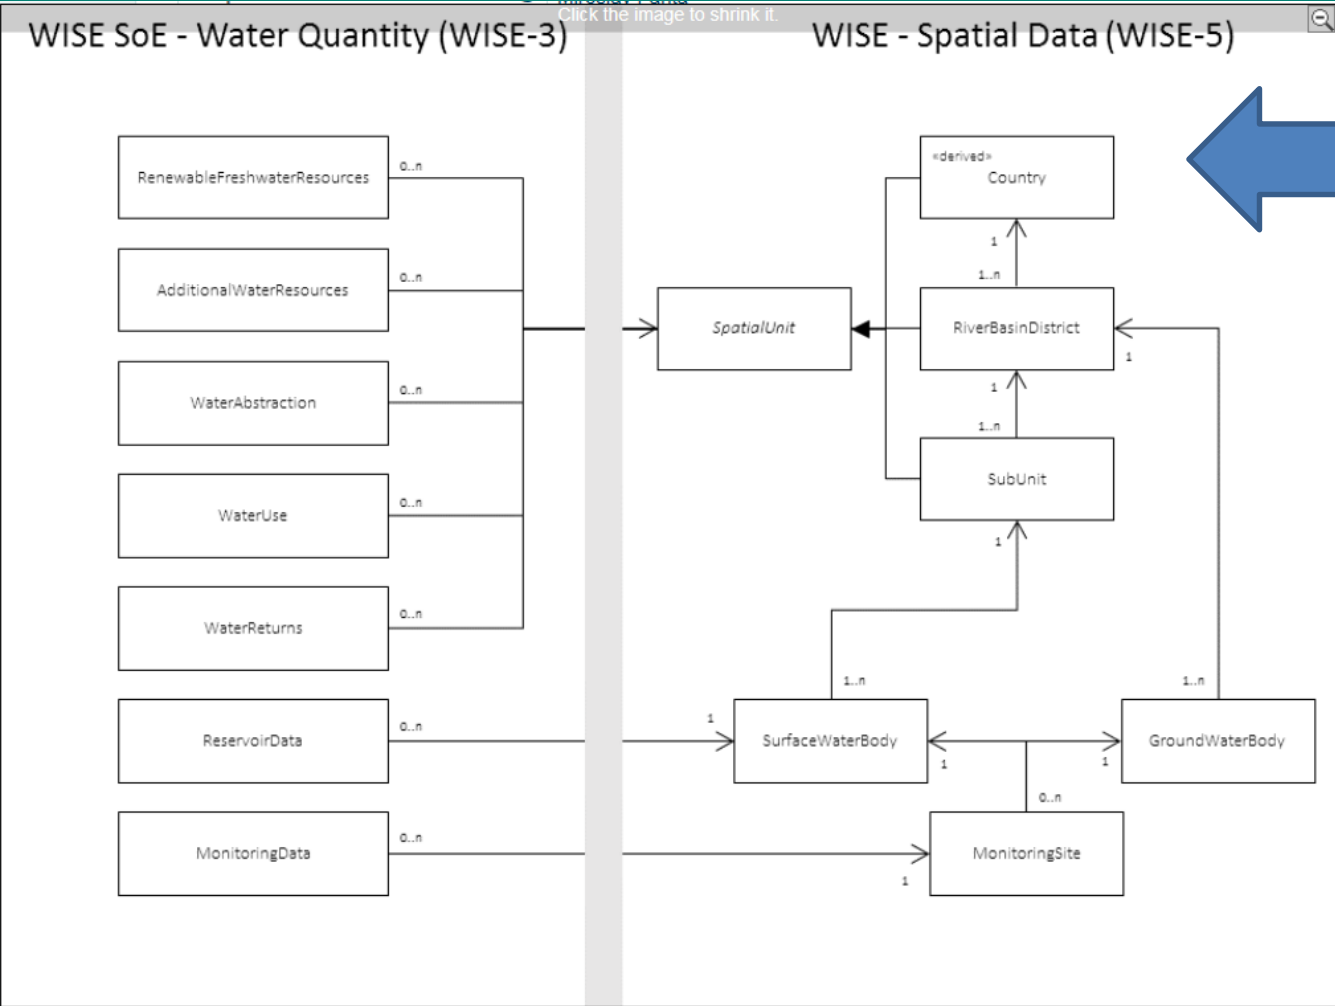 Click the image to shrink it.
WISE SoE - Water Quantity (WISE-3)
WISE - Spatial Data (WISE-5)
RenewableFreshwaterResources
0..n
AdditionalWaterResources
0..n
WaterAbstraction
0..n
WaterUse
0..n
WaterReturns
0..n
ReservoirData
0..n
MonitoringData
0..n
SpatialUnit
«derived»
Country
1
1..n
RiverBasinDistrict
1
1
1..n
SubUnit
1
1..n
1..n
1
SurfaceWaterBody
1
1
GroundWaterBody
0..n
MonitoringSite
1